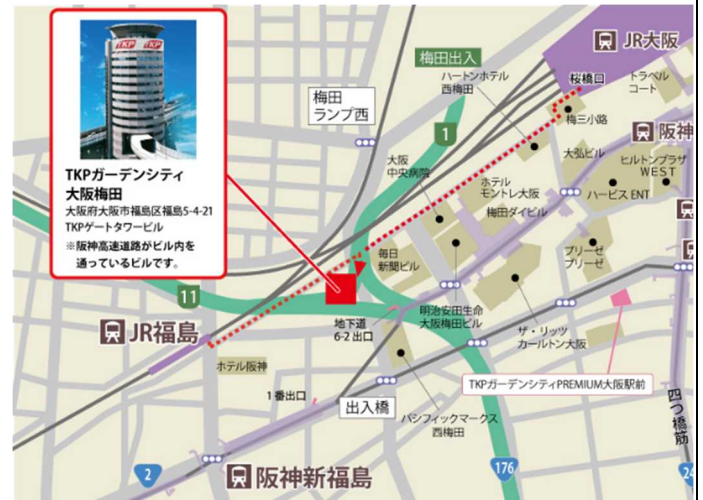 TKP TKP
TKPガーデンシティ
大阪梅田
大阪府大阪市福島区福島5-4-21
TKPゲートタワービル
※阪神高速道路がビル内を
通っているビルです。
梅田
ランプ西
梅田出入
ハートンホテル
西梅田
JR大阪
桜橋口
トラベル
コート
梅三小路
阪神
1
大弘ビル
ヒルトンプラザ
WEST
大阪
中央病院
ホテル
モントレ大阪
ハービス ENT
梅田ダイビル
毎日
新聞ビル
ブリーゼ
ブリーゼ
11
明治安田生命
大阪梅田ビル
地下道
6-2 出口
ザ・リッツ
カールトン大阪
JR福島
ホテル阪神
TKPガーデンシティPREMIUM大阪駅前
1 番出口
出入橋
パシフィックマークス
西梅田
四つ橋筋
2
阪神新福島
176